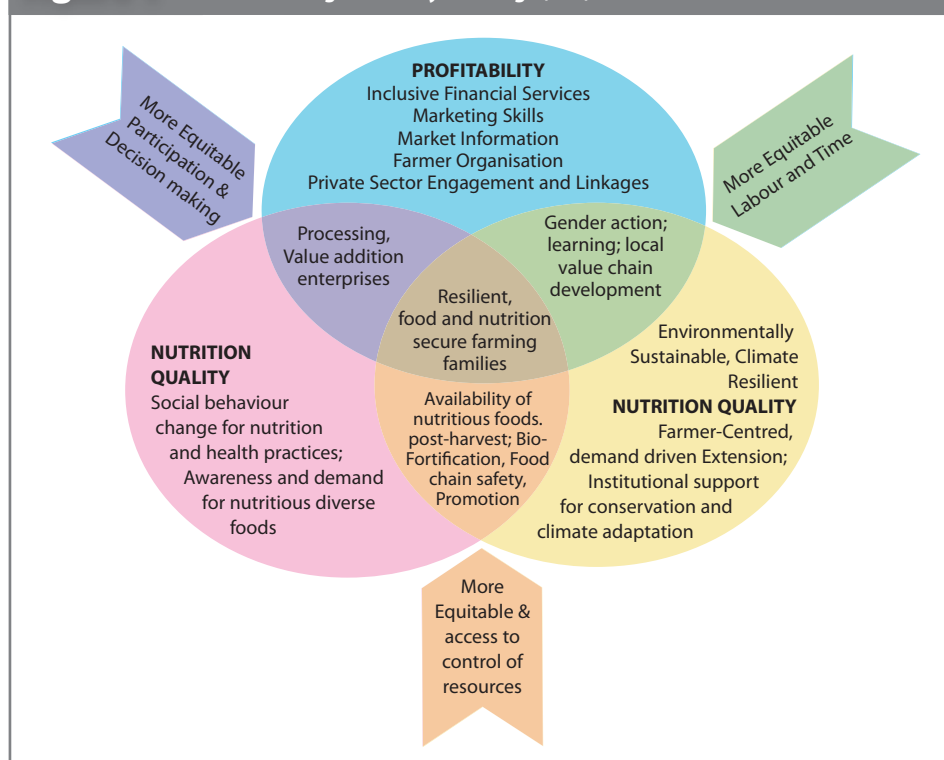 More Equitable
Participation &
Decision making
PROFITABILITY
Inclusive Financial Services
Marketing Skills
Market Information
Farmer Organisation
Private Sector Engagement and Linkages
More Equitable
Labour and Time
Processing,
Value addition
enterprises
Gender action;
learning; local
value chain
development
Resilient,
food and nutrition
secure farming
families
NUTRITION
QUALITY
Social behaviour
change for nutrition
and health practices;
Awareness and demand
for nutritious diverse
foods
Availability of
nutritious foods.
post-harvest; Bio-
Fortification, Food
chain safety,
Promotion
Environmentally
Sustainable, Climate
Resilient
NUTRITION QUALITY
Farmer-Centred,
demand driven Extension;
Institutional support
for conservation and
climate adaptation
More
Equitable &
access to
control of
resources